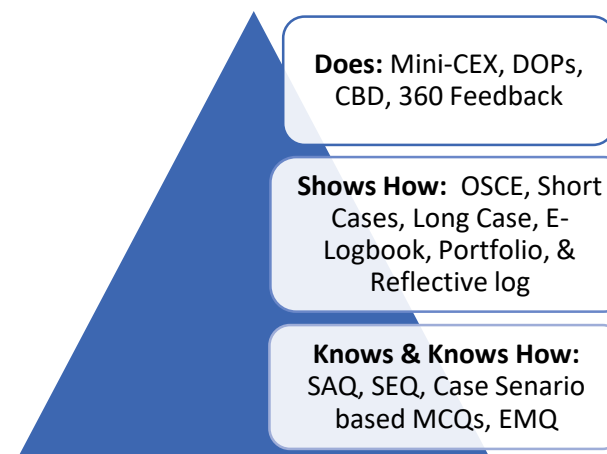 Does: Mini-CEX, DOPs,
CBD, 360 Feedback
Shows How: OSCE, Short
Cases, Long Case, E-
Logbook, Portfolio, &
Reflective log
Knows & Knows How:
SAQ, SEQ, Case Senario
based MCQs, EMQ